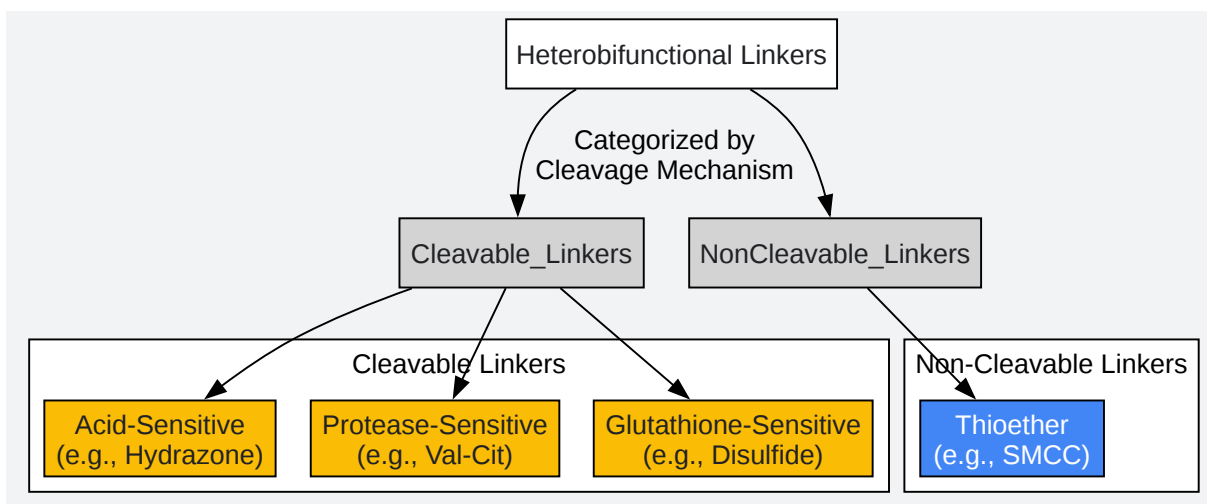 Heterobifunctional Linkers
Categorized by
Cleavage Mechanism
Cleavable_Linkers
NonCleavable_Linkers
Cleavable Linkers
Non-Cleavable Linkers
Acid-Sensitive
(e.g., Hydrazone)
Protease-Sensitive
(e.g., Val-Cit)
Glutathione-Sensitive
(e.g., Disulfide)
Thioether
(e.g., SMCC)